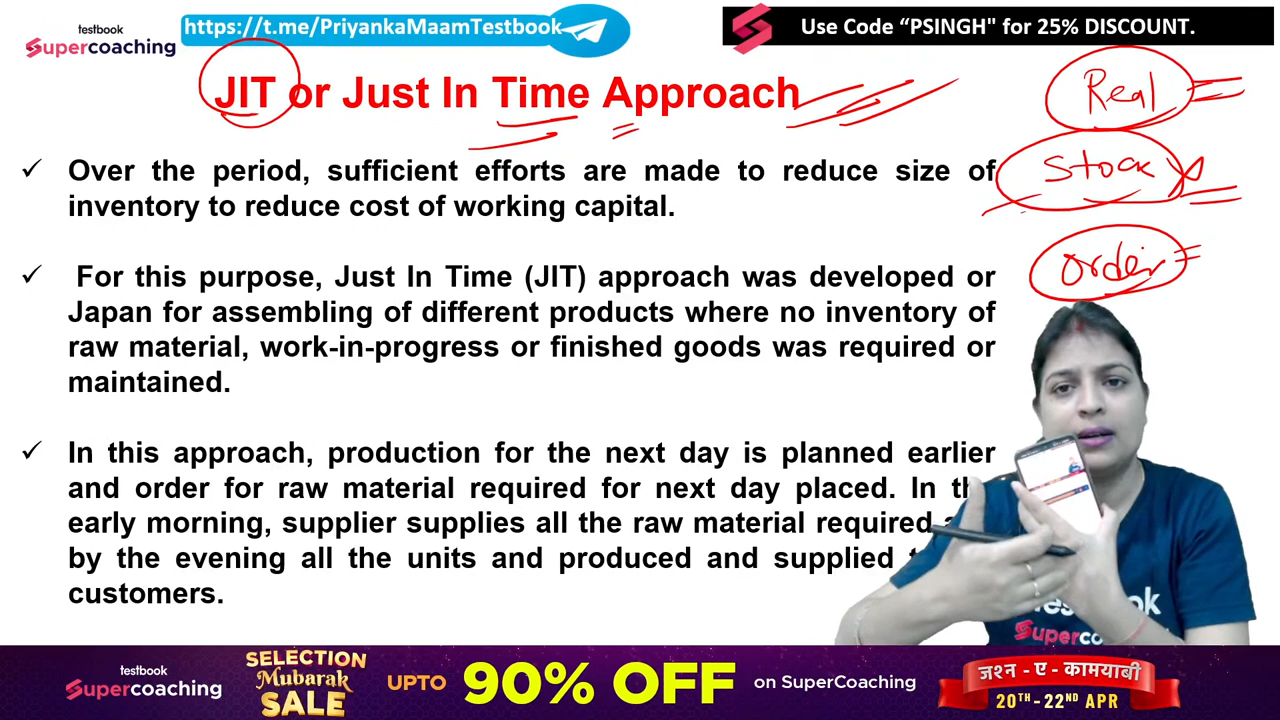 testbook
Supercoaching
https://t.me/PriyankaMaamTestbook
Use Code “PSINGH" for 25% DISCOUNT.
JIT or Just In Time Approach
Real
Stock
order
✓ Over the period, sufficient efforts are made to reduce size of
inventory to reduce cost of working capital.
✓ For this purpose, Just In Time (JIT) approach was developed or
Japan for assembling of different products where no inventory of
raw material, work-in-progress or finished goods was required or
maintained.
✓ In this approach, production for the next day is planned earlier
and order for raw material required for next day placed. In
early morning, supplier supplies all the raw material required
by the evening all the units and produced and supplied
customers.
Supercoaching
testbook
Supercoaching
SELECTION
Mubarak
SALE
UPTO 90% OFF on SuperCoaching
जश्न - ए - कामयाबी
20TH - 22ND APR